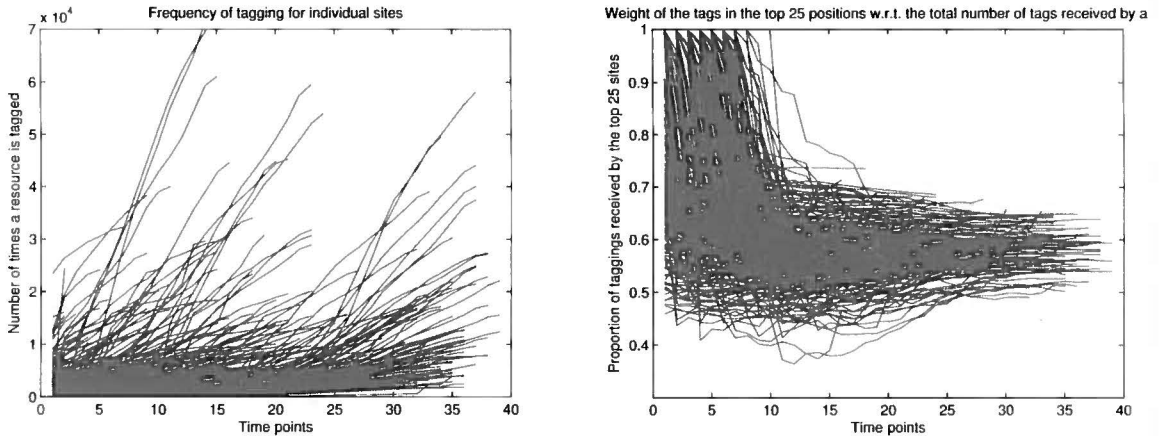 Frequency of tagging for individual sites
x 10⁴
7
6
5
4
3
2
1
0
Number of times a resource is tagged
0 5 10 15 20 25 30 35 40
Time points
Weight of the tags in the top 25 positions w.r.t. the total number of tags received by a
1
0.9
0.8
0.7
0.6
0.5
0.4
Proportion of taggings received by the top 25 sites
0 5 10 15 20 25 30 35 40
Time points